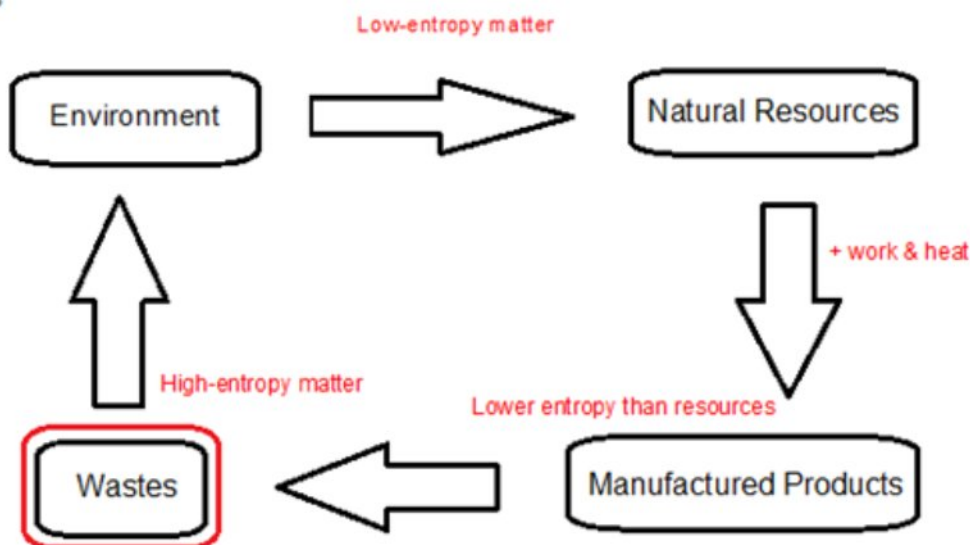 Low-entropy matter
Environment
Natural Resources
+ work & heat
High-entropy matter
Lower entropy than resources
Wastes
Manufactured Products